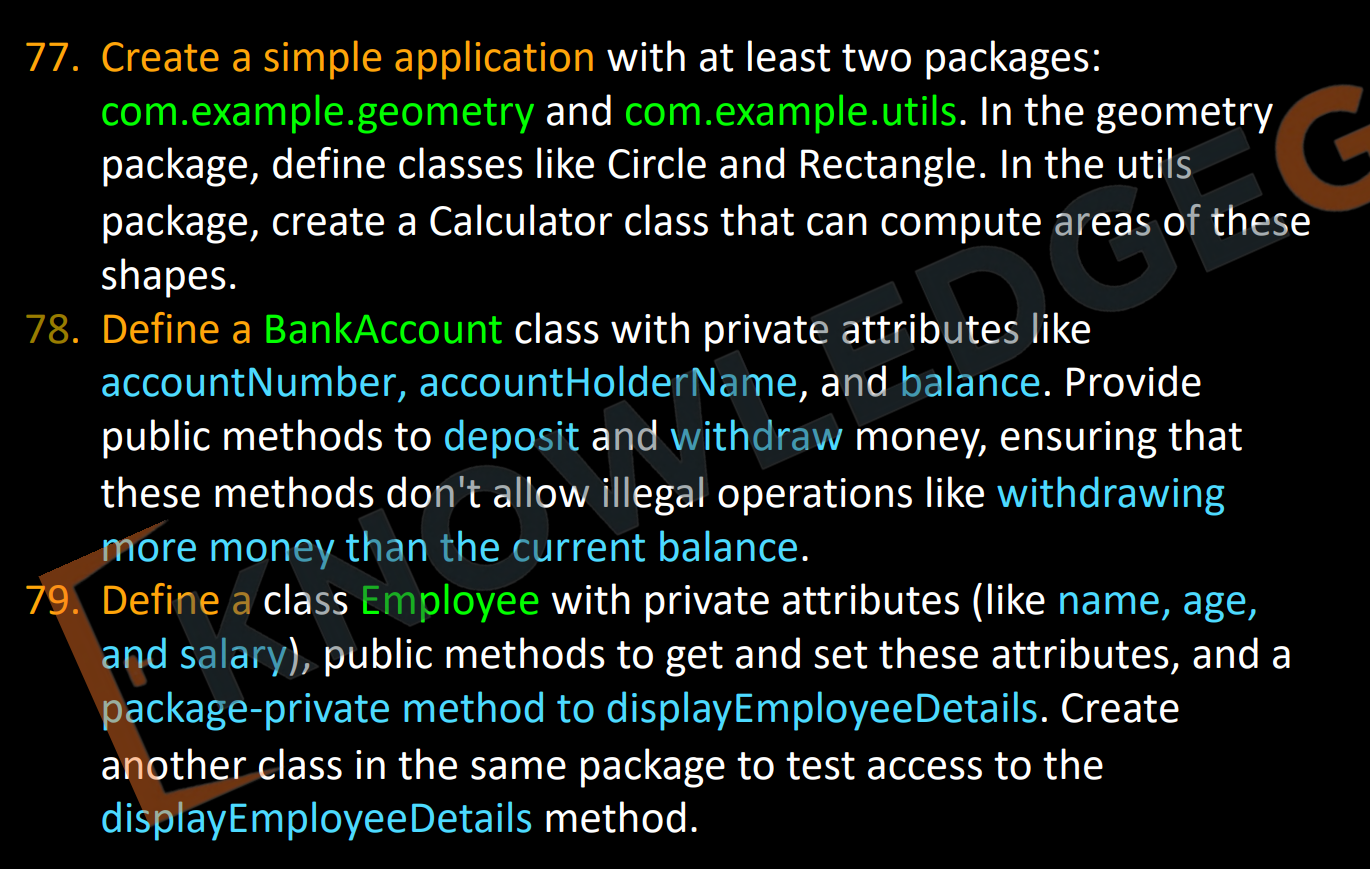 77. Create a simple application with at least two packages:
com.example.geometry and com.example.utils. In the geometry
package, define classes like Circle and Rectangle. In the utils
package, create a Calculator class that can compute areas of these
shapes.
78. Define a BankAccount class with private attributes like
accountNumber, accountHolderName, and balance. Provide
public methods to deposit and withdraw money, ensuring that
these methods don't allow illegal operations like withdrawing
more money than the current balance.
79. Define a class Employee with private attributes (like name, age,
and salary), public methods to get and set these attributes, and a
package-private method to displayEmployeeDetails. Create
another class in the same package to test access to the
displayEmployeeDetails method.
KNOWLEDGEG